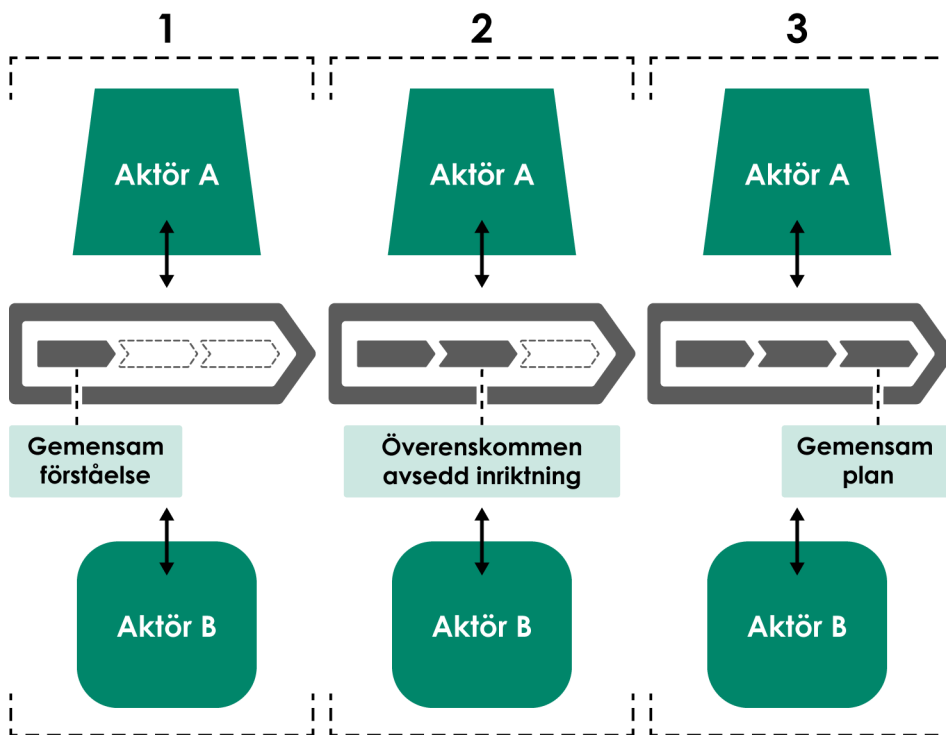 1
2
3
Aktör A
Aktör A
Aktör A
Gemensam
förståelse
Överenskommen
avsedd inriktning
Gemensam
plan
Aktör B
Aktör B
Aktör B